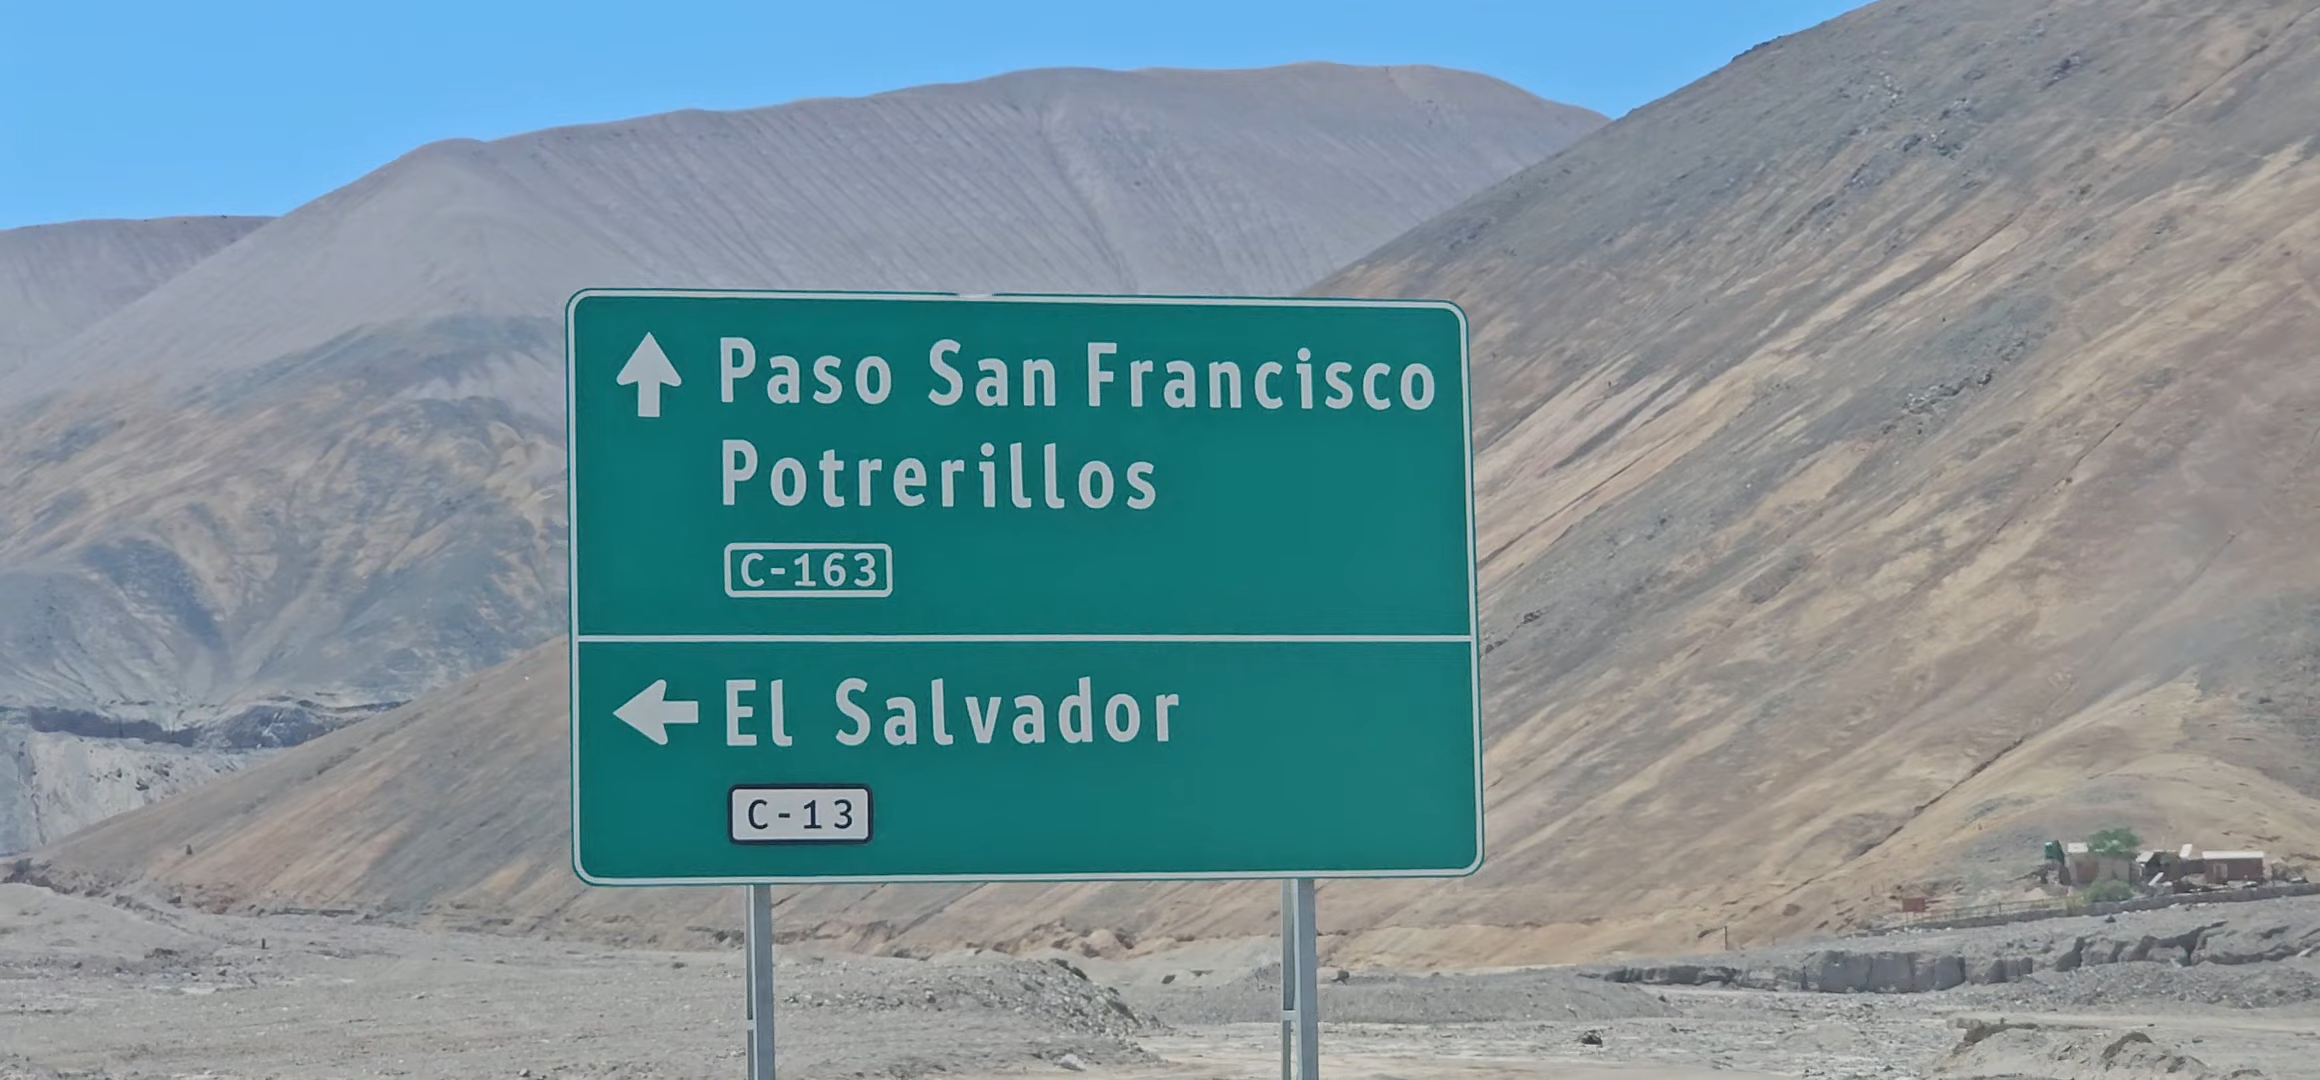 Paso San Francisco
Potrerillos
C-163
El Salvador
C-13